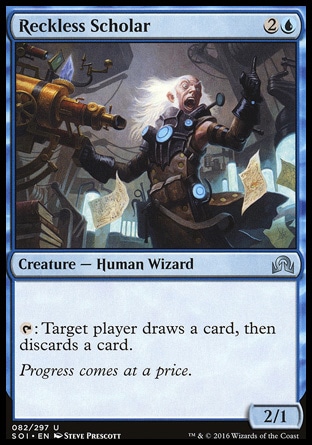 Reckless Scholar 2
Creature — Human Wizard
: Target player draws a card, then
discards a card.
Progress comes at a price.
082/297 U
SOI • EN Steve Prescott
™ & © 2016 Wizards of the Coast
2/1